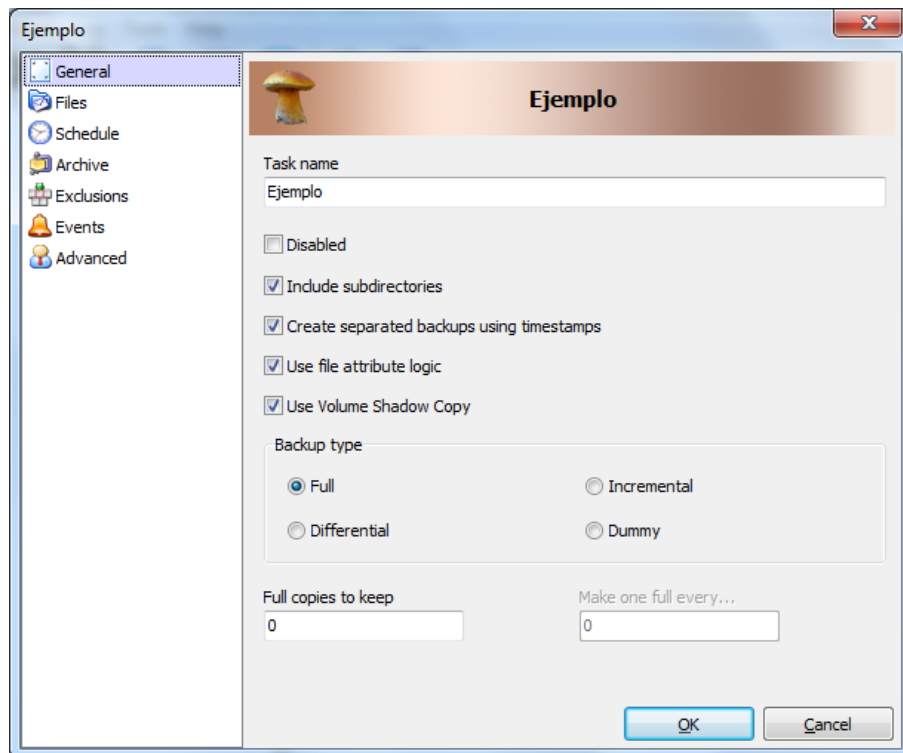 Ejemplo
General
Files
Schedule
Archive
Exclusions
Events
Advanced
Ejemplo
Task name
Ejemplo
Disabled
Include subdirectories
Create separated backups using timestamps
Use file attribute logic
Use Volume Shadow Copy
Backup type
Full
Incremental
Differential
Dummy
Full copies to keep
Make one full every...
0
0
OK
Cancel